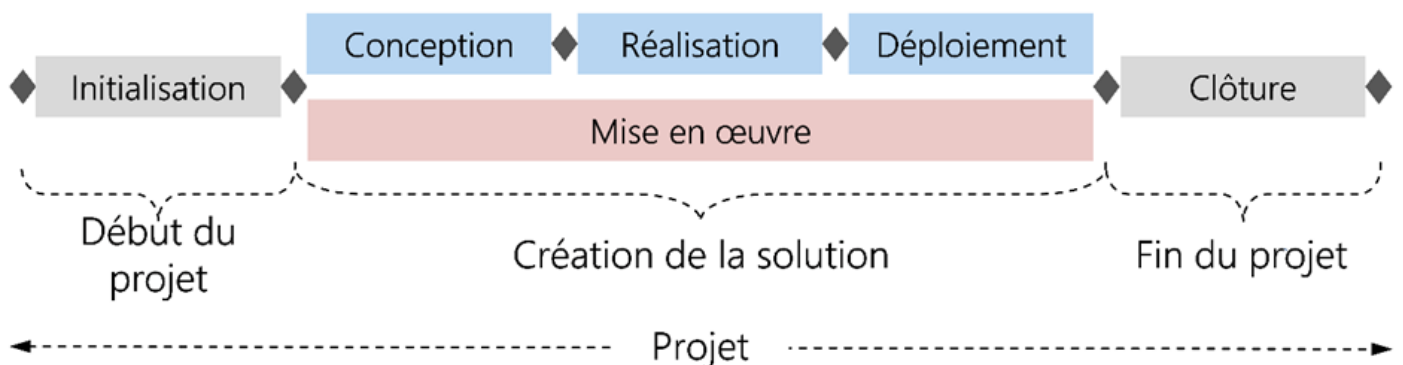 Conception
Réalisation
Déploiement
Initialisation
Clôture
Mise en œuvre
Début du
projet
Création de la solution
Fin du projet
Projet